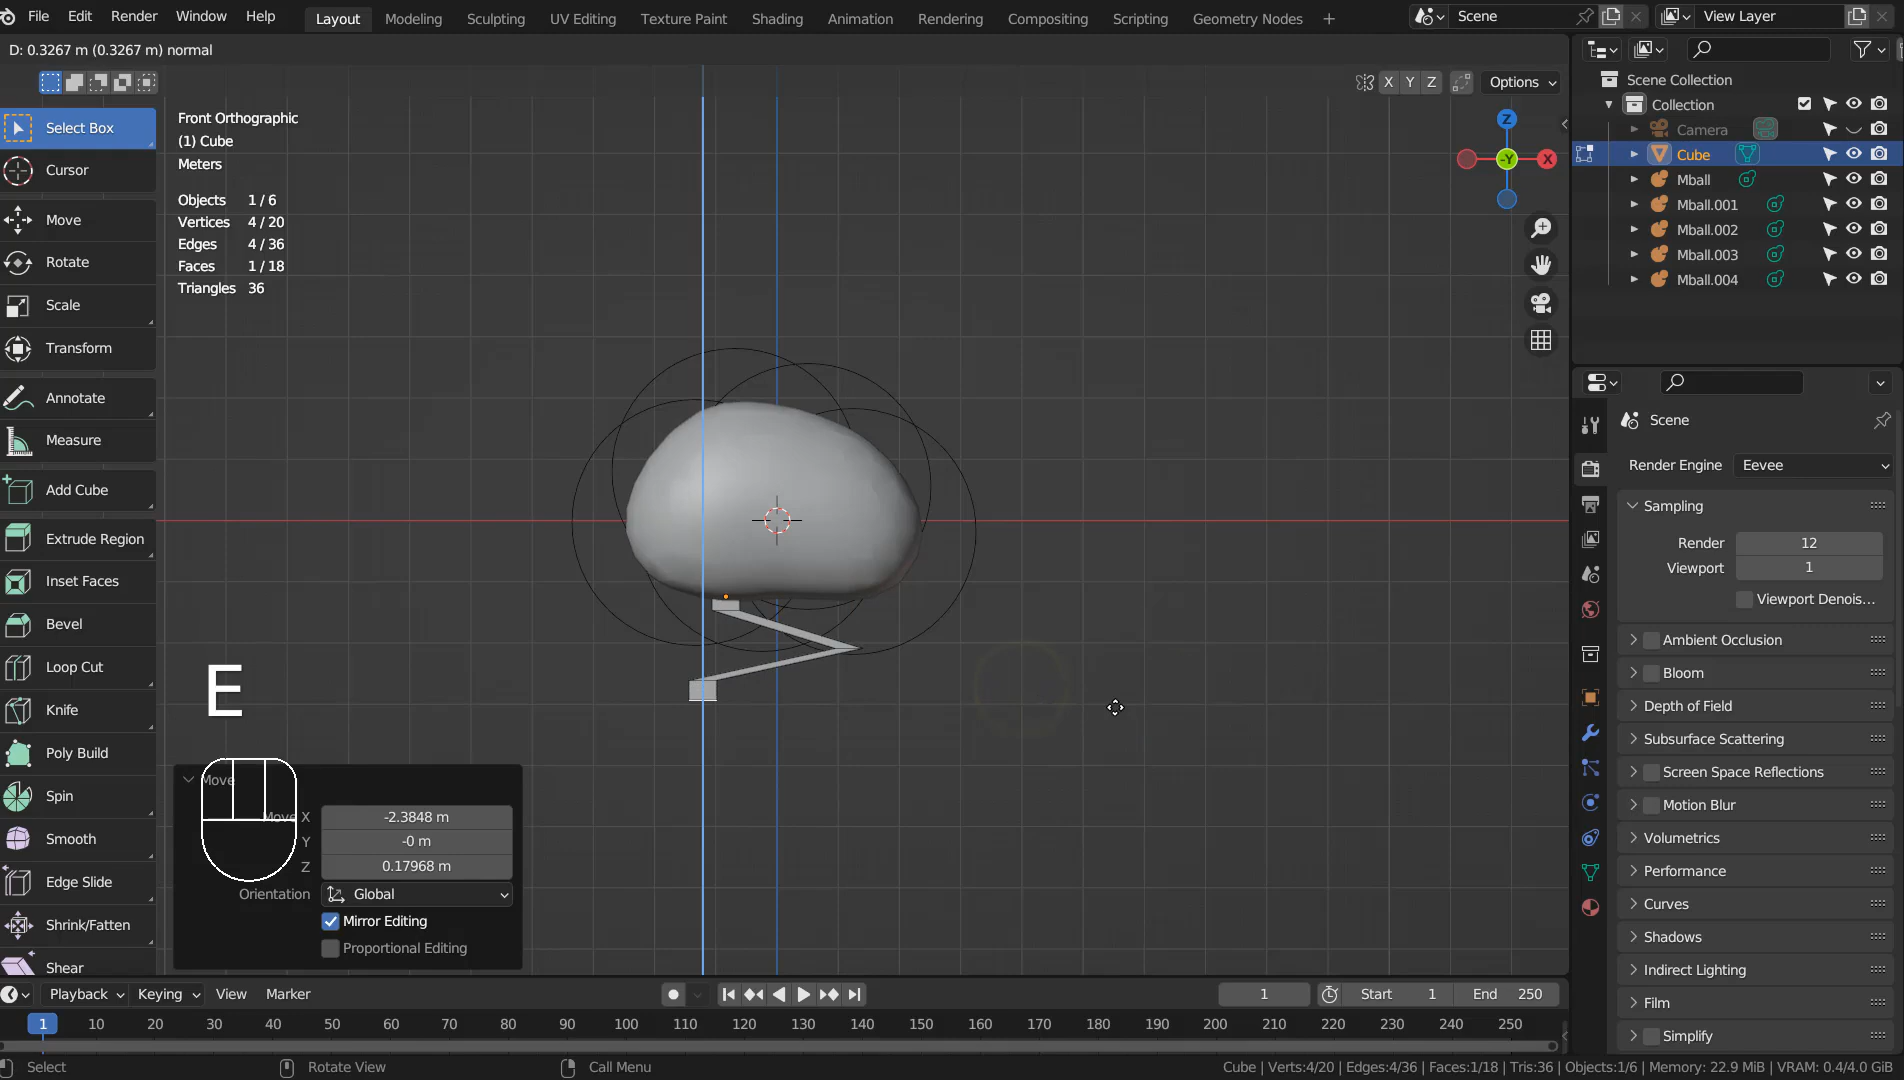 File Edit Render Window Help Layout Modeling Sculpting UV Editing Texture Paint Shading Animation Rendering Compositing Scripting Geometry Nodes + Scene View Layer
D: 0.3267 m (0.3267 m) normal
X Y Z Options
Select Box
Cursor
Move
Rotate
Scale
Transform
Annotate
Measure
Add Cube
Extrude Region
Inset Faces
Bevel
Loop Cut
Knife
Poly Build
Spin
Smooth
Edge Slide
Shrink/Fatten
Shear
Front Orthographic
(1) Cube
Meters
Objects 1 / 6
Vertices 4 / 20
Edges 4 / 36
Faces 1 / 18
Triangles 36
Z
-Y X
E
Move
Move X -2.3848 m
Y -0 m
Z 0.17968 m
Orientation Global
Mirror Editing
Proportional Editing
Scene Collection
Collection
Camera
Cube
Mball
Mball.001
Mball.002
Mball.003
Mball.004
Scene
Render Engine Eevee
Sampling
Render 12
Viewport 1
Viewport Denois...
Ambient Occlusion
Bloom
Depth of Field
Subsurface Scattering
Screen Space Reflections
Motion Blur
Volumetrics
Performance
Curves
Shadows
Indirect Lighting
Film
Simplify
Playback Keying View Marker 1 Start 1 End 250
1 10 20 30 40 50 60 70 80 90 100 110 120 130 140 150 160 170 180 190 200 210 220 230 240 250
Select Rotate View Call Menu Cube | Verts:4/20 | Edges:4/36 | Faces:1/18 | Tris:36 | Objects:1/6 | Memory: 22.9 MiB | VRAM: 0.4/4.0 GiB